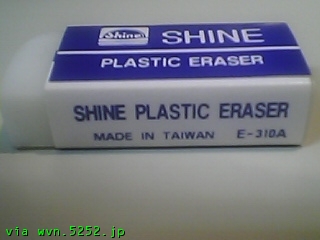 Shine SHINE
PLASTIC ERASER
SHINE PLASTIC ERASER
MADE IN TAIWAN E-310A
via wvn.5252.jp